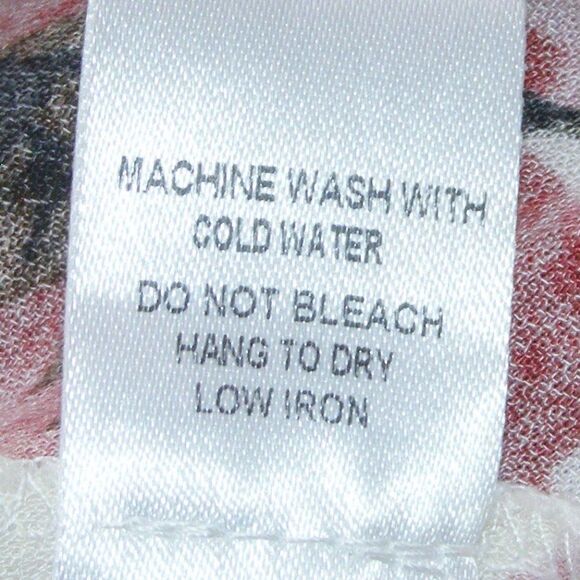 MACHINE WASH WITH
COLD WATER
DO NOT BLEACH
HANG TO DRY
LOW IRON